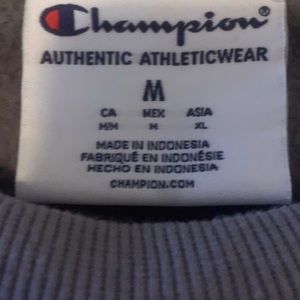 Champion®
AUTHENTIC ATHLETICWEAR
M
CA MEX ASIA
M/H M XL
MADE IN INDONESIA
FABRIQUÉ EN INDONÉSIE
HECHO EN INDONESIA
CHAMPION.COM